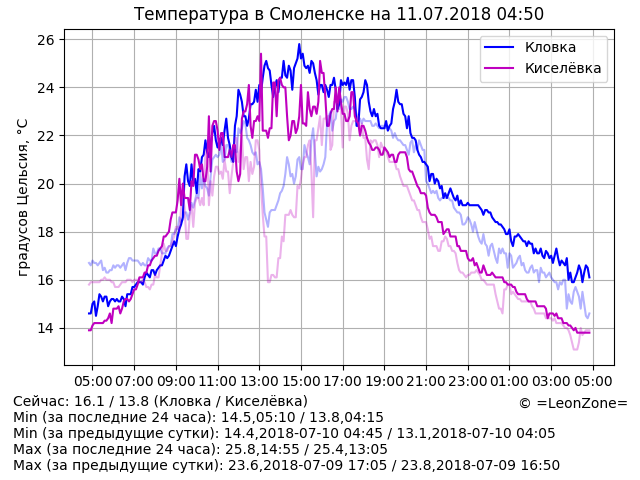 Температура в Смоленске на 11.07.2018 04:50
градусов Цельсия, °C
26
24
22
20
18
16
14
Кловка
Киселёвка
05:00 07:00 09:00 11:00 13:00 15:00 17:00 19:00 21:00 23:00 01:00 03:00 05:00
Сейчас: 16.1 / 13.8 (Кловка / Киселёвка)
© =LeonZone=
Min (за последние 24 часа): 14.5,05:10 / 13.8,04:15
Min (за предыдущие сутки): 14.4,2018-07-10 04:45 / 13.1,2018-07-10 04:05
Max (за последние 24 часа): 25.8,14:55 / 25.4,13:05
Max (за предыдущие сутки): 23.6,2018-07-09 17:05 / 23.8,2018-07-09 16:50